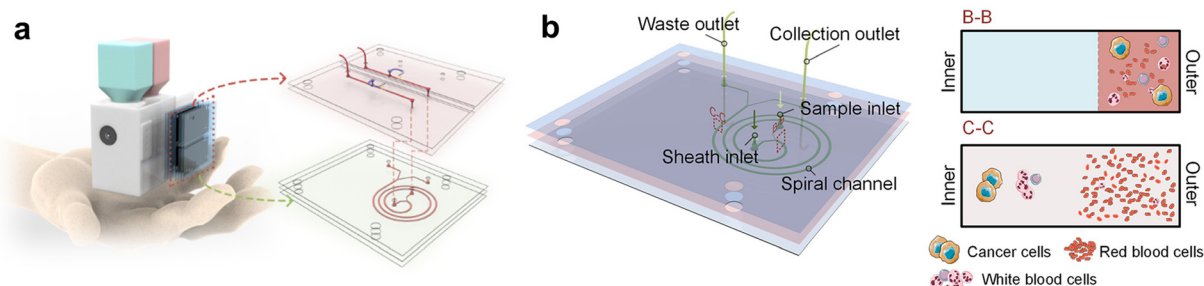 a
b
Waste outlet
Collection outlet
Sample inlet
Sheath inlet
Spiral channel
C-C
B-B
B-B
Inner
Outer
C-C
Inner
Outer
Cancer cells
Red blood cells
White blood cells